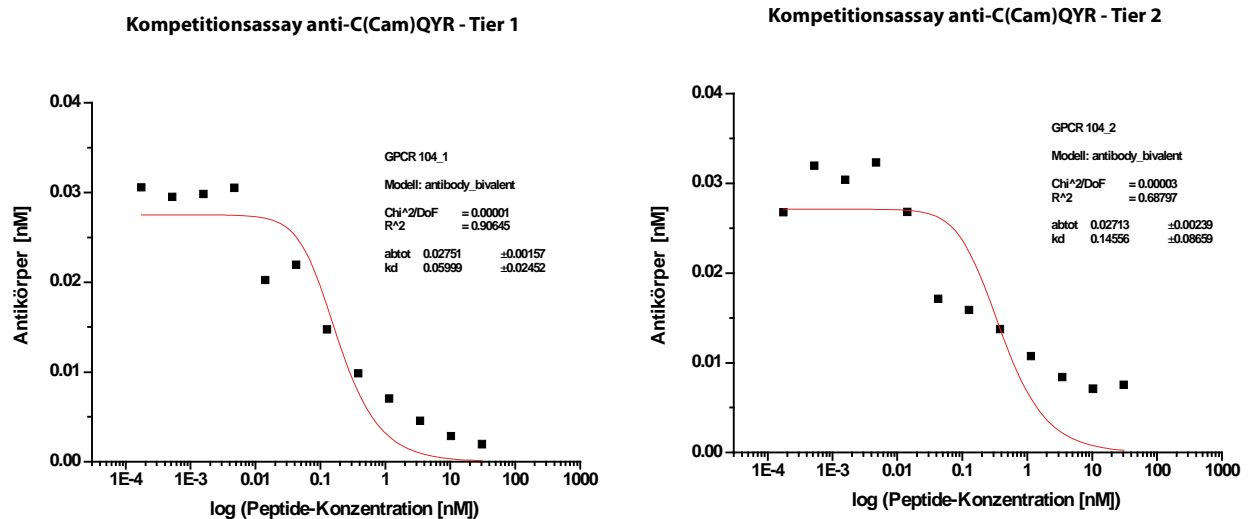 Kompetitionsassay anti-C(Cam)QYR - Tier 1
0.04
0.03
0.02
0.01
0.00
Antikörper [nM]
GPCR 104_1
Modell: antibody_bivalent
Chi^2/DoF = 0.00001
R^2 = 0.90645
abtot 0.02751 ±0.00157
kd 0.05999 ±0.02452
1E-4 1E-3 0.01 0.1 1 10 100 1000
log (Peptide-Konzentration [nM])
Kompetitionsassay anti-C(Cam)QYR - Tier 2
0.04
0.03
0.02
0.01
0.00
Antikörper [nM]
GPCR 104_2
Modell: antibody_bivalent
Chi^2/DoF = 0.00003
R^2 = 0.68797
abtot 0.02713 ±0.00239
kd 0.14556 ±0.08659
1E-4 1E-3 0.01 0.1 1 10 100 1000
log (Peptide-Konzentration [nM])